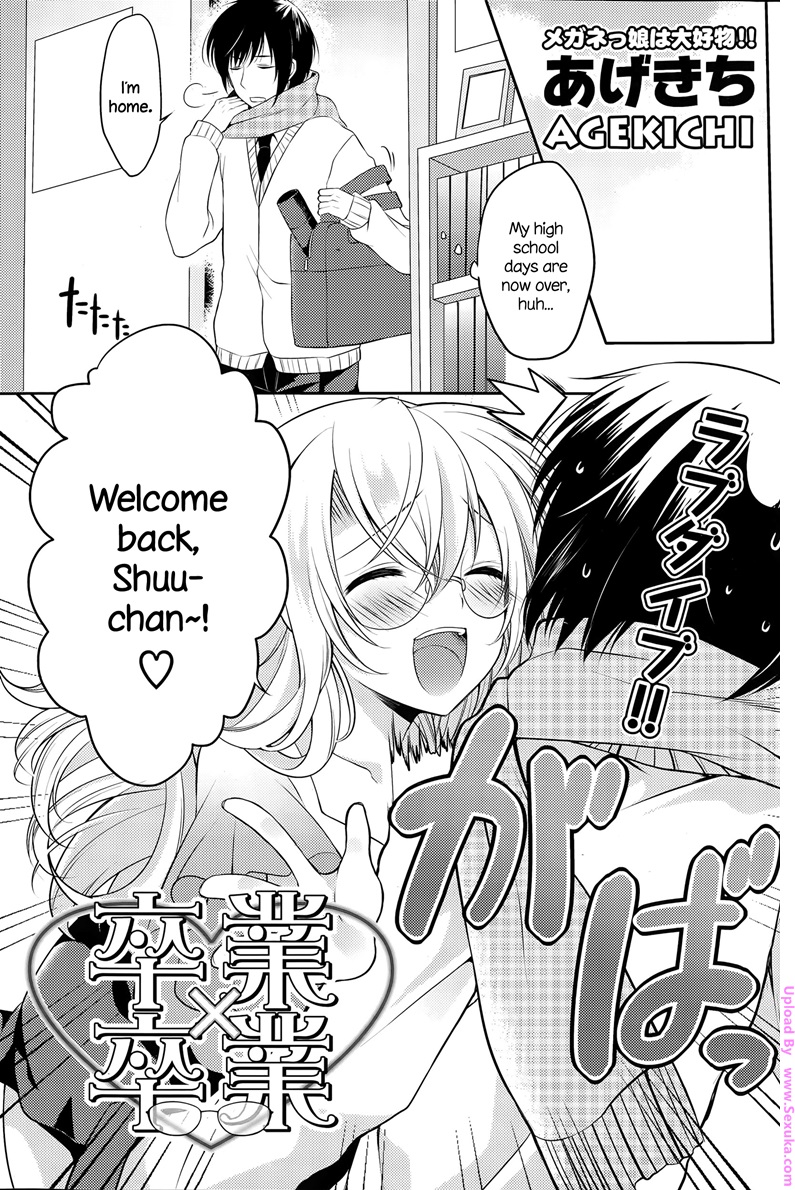 メガネっ娘は大好物!!
あげきち
AGEKICHI
I'm
home.
My high
school
days are
now over,
huh...
たたた
Welcome
back,
Shuu-
chan~!
♡
ラブダイブ!!
がばっ
卒業
×
卒業
Upload By www.Sexuka.com